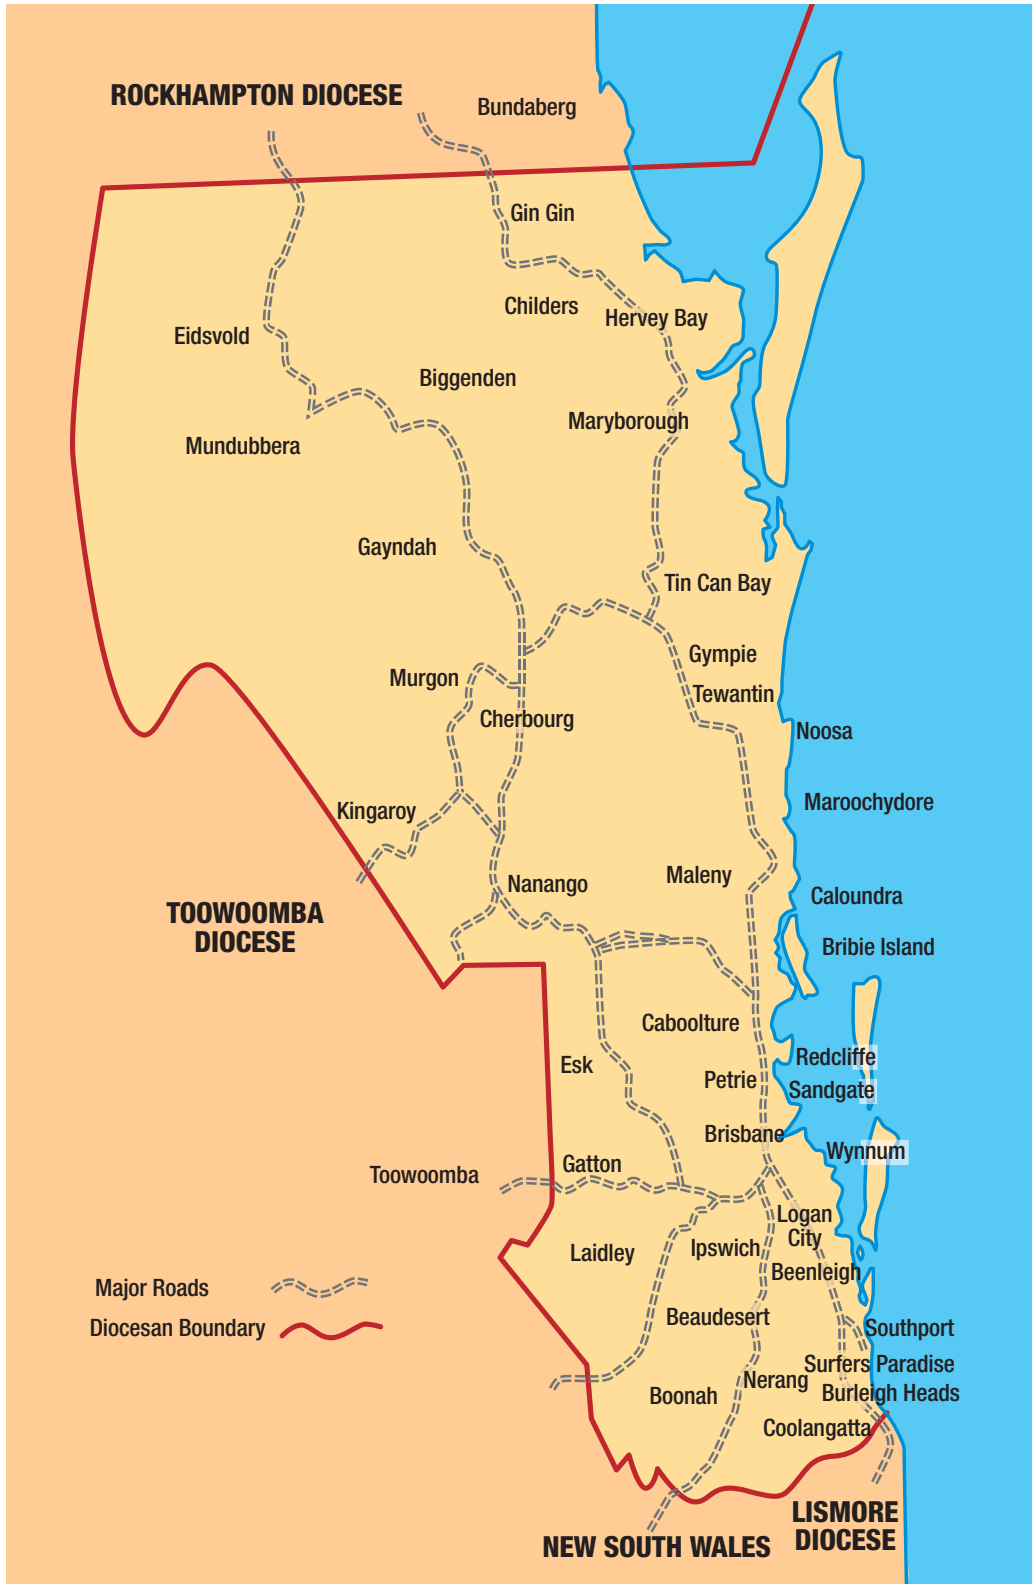 ROCKHAMPTON DIOCESE
Bundaberg
Gin Gin
Childers
Hervey Bay
Eidsvold
Biggenden
Maryborough
Mundubbera
Gayndah
Tin Can Bay
Gympie
Murgon
Tewantin
Cherbourg
Noosa
Maroochydore
Kingaroy
Maleny
Nanango
Caloundra
TOOWOOMBA
DIOCESE
Bribie Island
Caboolture
Redcliffe
Esk
Petrie
Sandgate
Brisbane
Wynnum
Gatton
Toowoomba
Logan
City
Ipswich
Laidley
Beenleigh
Major Roads
Beaudesert
Diocesan Boundary
Southport
Surfers Paradise
Nerang
Burleigh Heads
Boonah
Coolangatta
LISMORE
DIOCESE
NEW SOUTH WALES